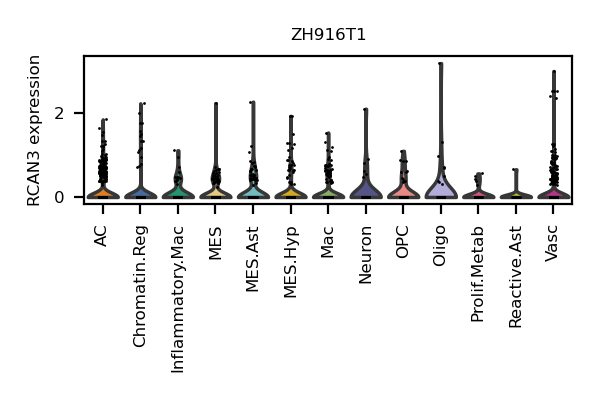 ZH916T1
RCAN3 expression
2
0
AC
Chromatin.Reg
Inflammatory.Mac
MES
MES.Ast
MES.Hyp
Mac
Neuron
OPC
Oligo
Prolif.Metab
Reactive.Ast
Vasc